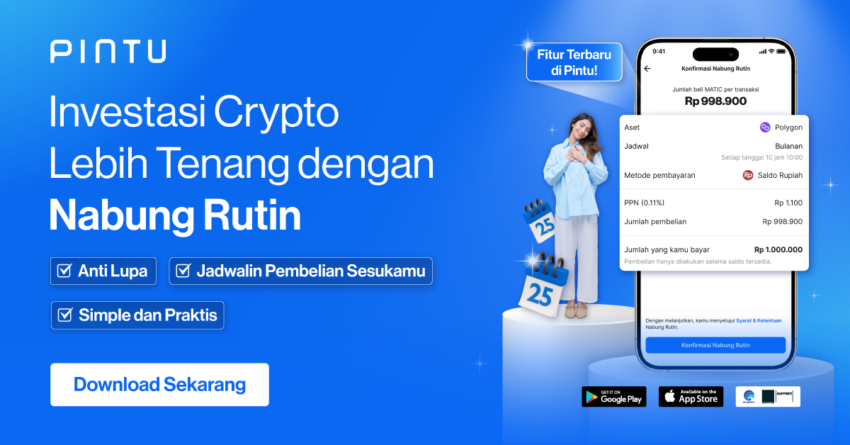 PINTU
Investasi Crypto
Lebih Tenang dengan
Nabung Rutin
Anti Lupa
Jadwalin Pembelian Sesukamu
Simple dan Praktis
Download Sekarang
Fitur Terbaru
di Pintu!
25
25
9:41
Konfirmasi Nabung Rutin
Jumlah beli MATIC per transaksi
Rp 998.900
Aset Polygon
Jadwal Bulanan
Setiap tanggal 10 jam 10:00
Metode pembayaran Rp Saldo Rupiah
PPN (0.11%) Rp 1.100
Jumlah pembelian Rp 998.900
Jumlah yang kamu bayar Rp 1.000.000
Pembelian hanya dilakukan selama saldo tersedia.
Dengan melanjutkan, kamu menyetujui Syarat & Ketentuan
Nabung Rutin.
Konfirmasi Nabung Rutin
GET IT ON
Google Play
Available on the
App Store